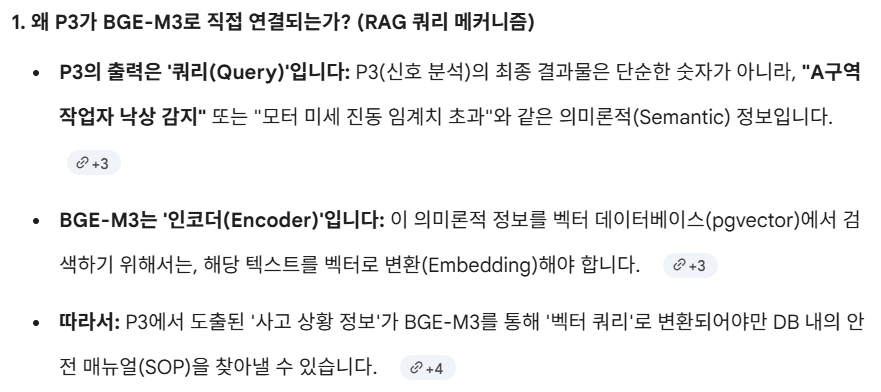 1. 왜 P3가 BGE-M3로 직접 연결되는가? (RAG 쿼리 메커니즘)
• P3의 출력은 '쿼리(Query)'입니다: P3(신호 분석)의 최종 결과물은 단순한 숫자가 아니라, "A구역
작업자 낙상 감지" 또는 "모터 미세 진동 임계치 초과"와 같은 의미론적(Semantic) 정보입니다.
+3
• BGE-M3는 '인코더(Encoder)'입니다: 이 의미론적 정보를 벡터 데이터베이스(pgvector)에서 검
색하기 위해서는, 해당 텍스트를 벡터로 변환(Embedding)해야 합니다. +3
• 따라서: P3에서 도출된 '사고 상황 정보'가 BGE-M3를 통해 '벡터 쿼리'로 변환되어야만 DB 내의 안
전 매뉴얼(SOP)을 찾아낼 수 있습니다. +4